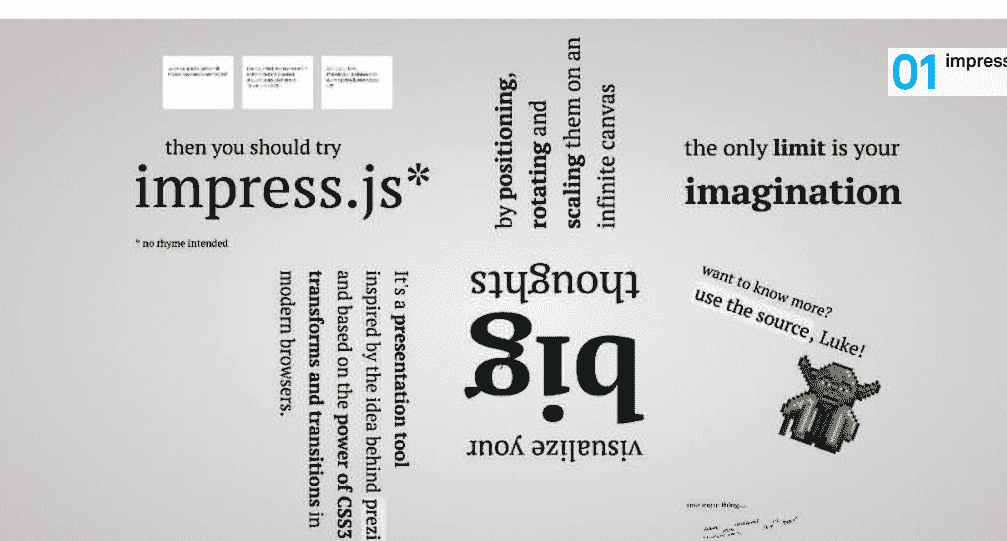 01 impress
then you should try
impress.js*
* no rhyme intended
by positioning,
rotating and
scaling them on an
infinite canvas
the only limit is your
imagination
It's a presentation tool
inspired by the idea behind prezi
and based on the power of CSS3
transforms and transitions in
modern browsers.
visualize your
big
thoughts
want to know more?
use the source, Luke!
one more thing...